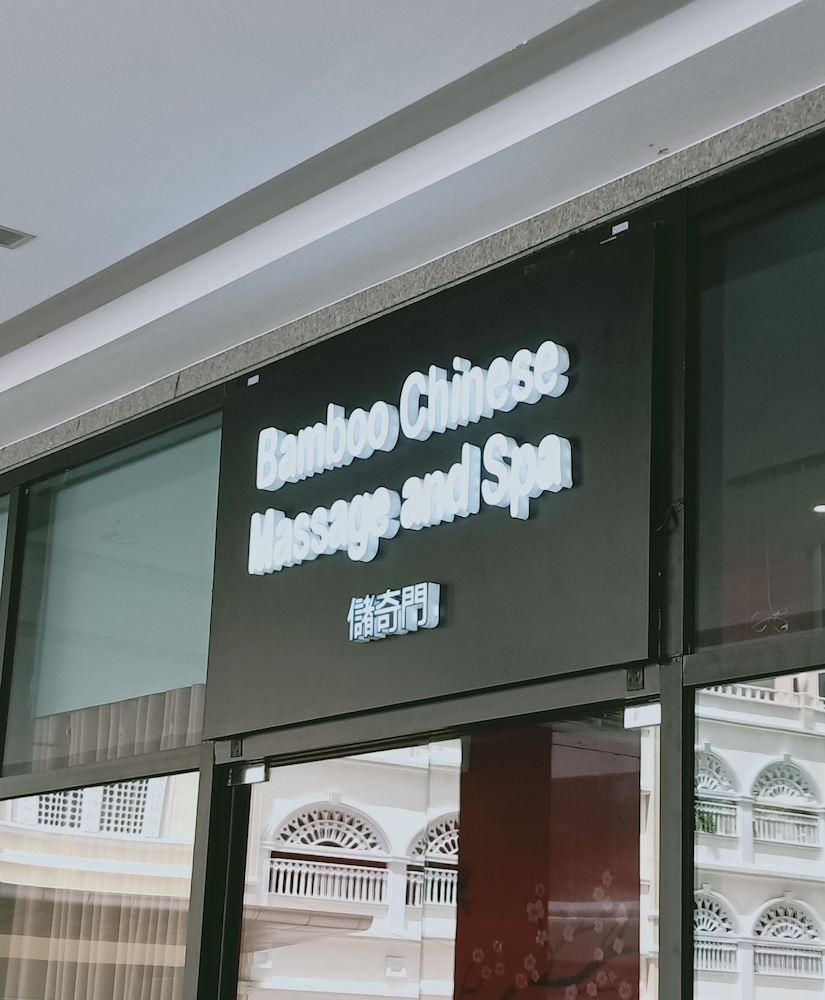 Bamboo Chinese
Massage and Spa
儲奇門